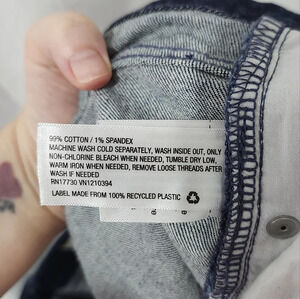 99% COTTON / 1% SPANDEX
MACHINE WASH COLD SEPARATELY, WASH INSIDE OUT, ONLY
NON-CHLORINE BLEACH WHEN NEEDED, TUMBLE DRY LOW,
WARM IRON WHEN NEEDED, REMOVE LOOSE THREADS AFTER
WASH IF NEEDED
RN17730 VN1210394
LABEL MADE FROM 100% RECYCLED PLASTIC